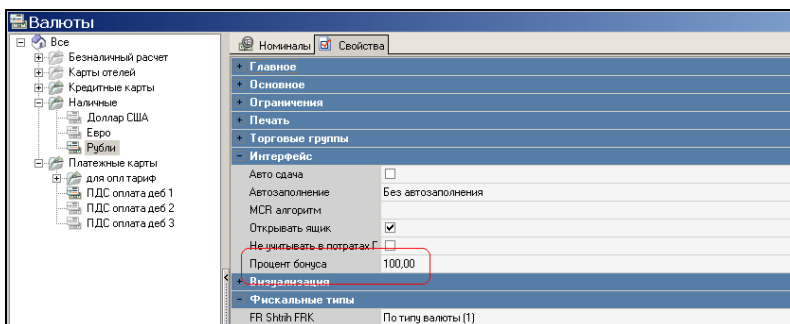 Валюты
Все
Безналичный расчет
Карты отелей
Кредитные карты
Наличные
Доллар США
Евро
Рубли
Платежные карты
для опл тариф
ПДС оплата деб 1
ПДС оплата деб 2
ПДС оплата деб 3
Номиналы Свойства
+ Главное
+ Основное
+ Ограничения
+ Печать
+ Торговые группы
- Интерфейс
Авто сдача
Автозаполнение Без автозаполнения
MCR алгоритм
Открывать ящик
Не учитывать в потратах Г
Процент бонуса 100,00
+ Визуализация
- Фискальные типы
FR Shtrih FRK По типу валюты (1)